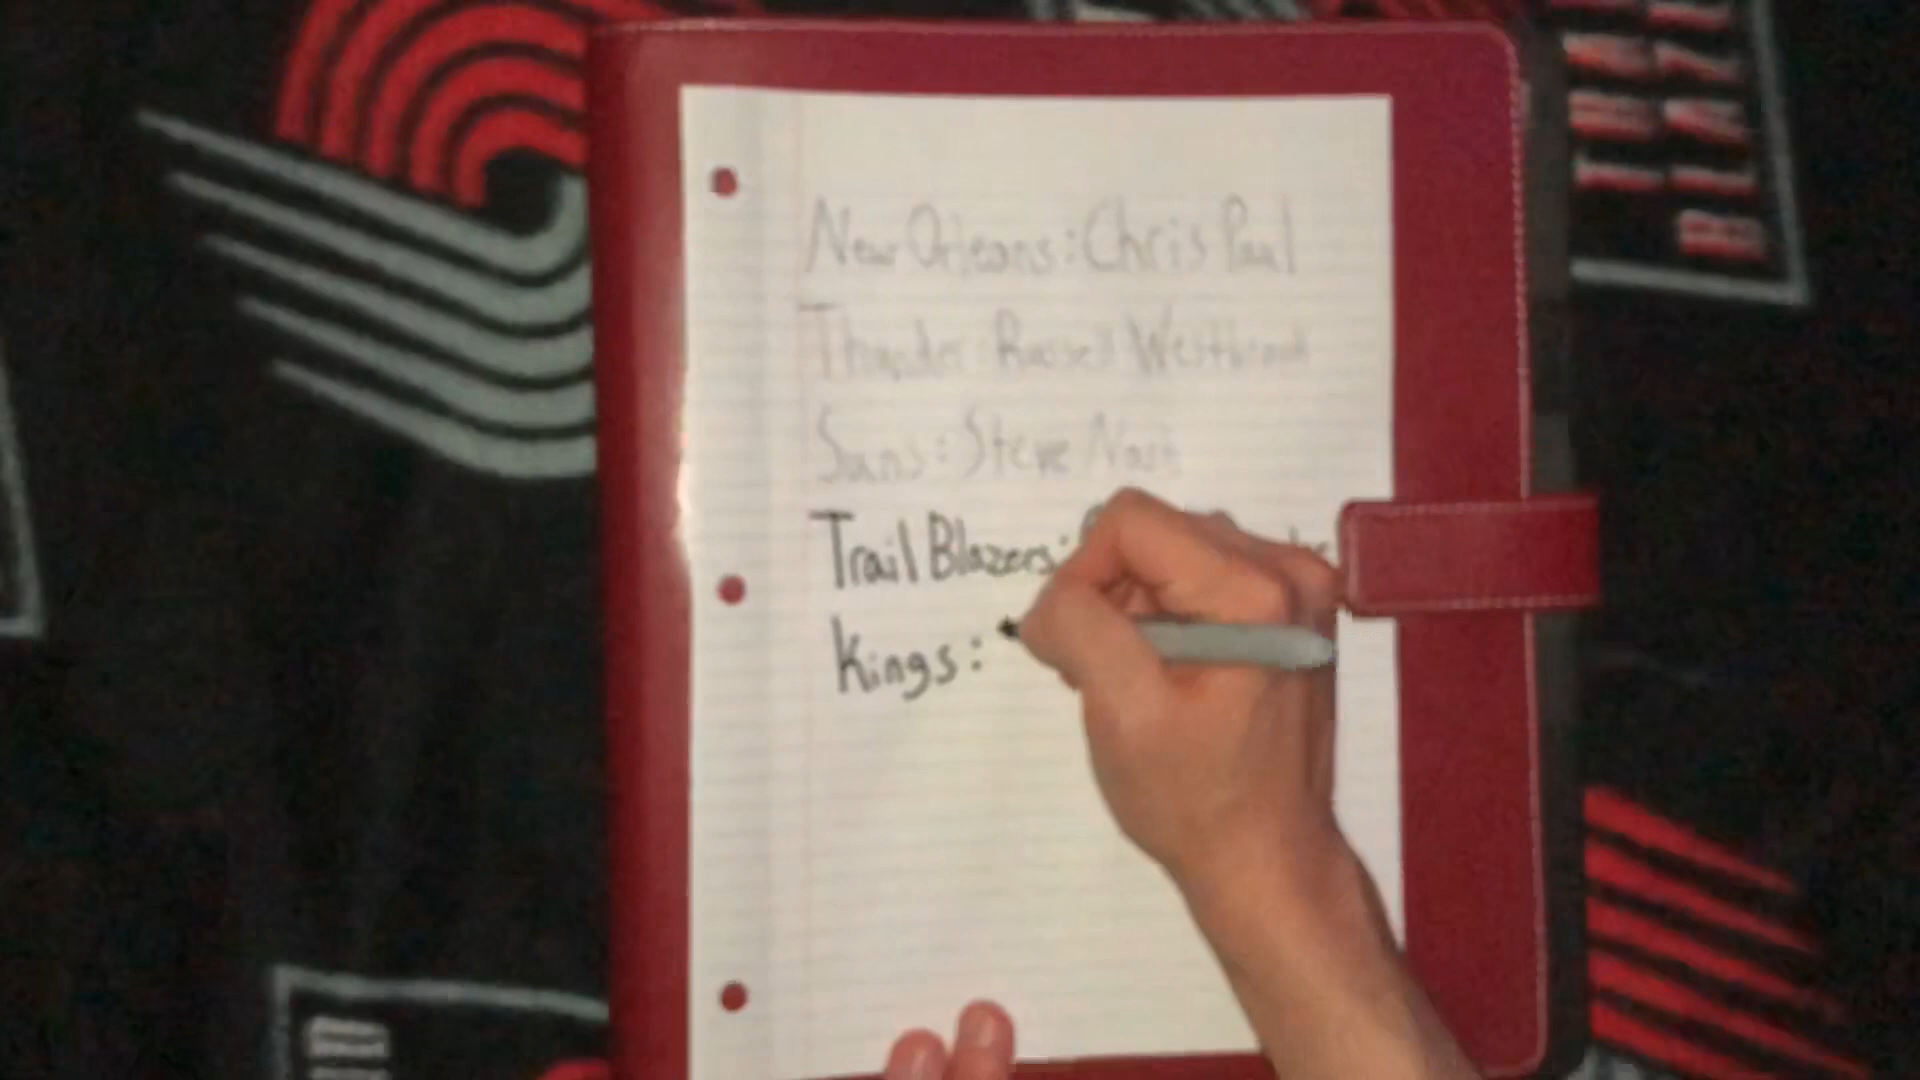 New Orleans: Chris Paul
Thunder: Russell Westbrook
Suns: Steve Nash
Trail Blazers:
Kings: